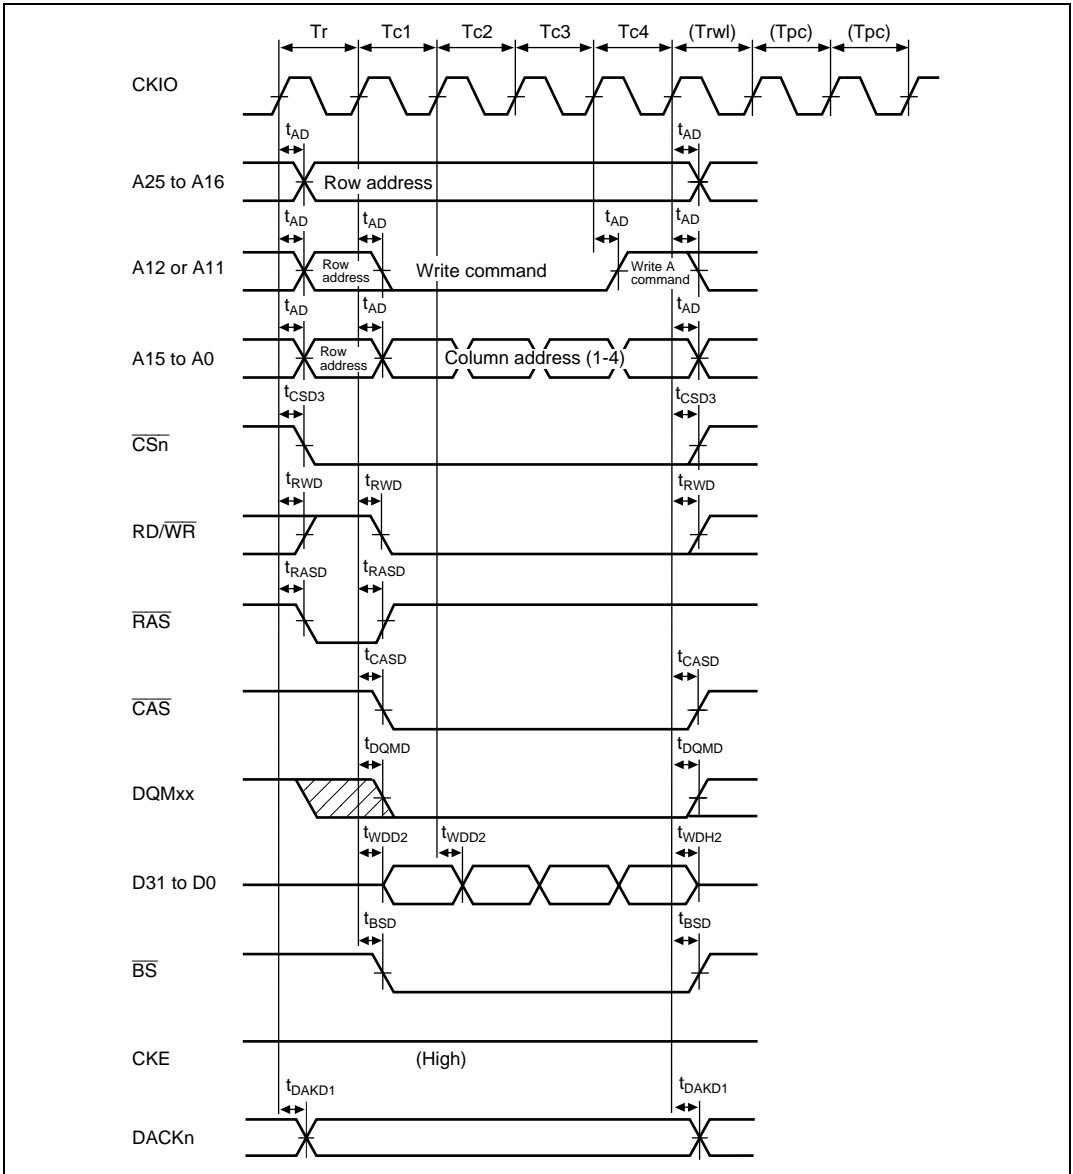 Tr Tc1 Tc2 Tc3 Tc4 (Trwl) (Tpc) (Tpc)
CKIO
tAD tAD
A25 to A16 Row address
tAD tAD tAD tAD
A12 or A11 Row address Write command Write A command
tAD tAD tAD
A15 to A0 Row address Column address (1-4)
tCSD3 tCSD3
CSn
tRWD tRWD tRWD
RD/WR
tRASD tRASD
RAS
tCASD tCASD
CAS
tDQMD tDQMD
DQMxx
tWDD2 tWDD2 tWDH2
D31 to D0
tBSD tBSD
BS
CKE (High)
tDAKD1 tDAKD1
DACKn